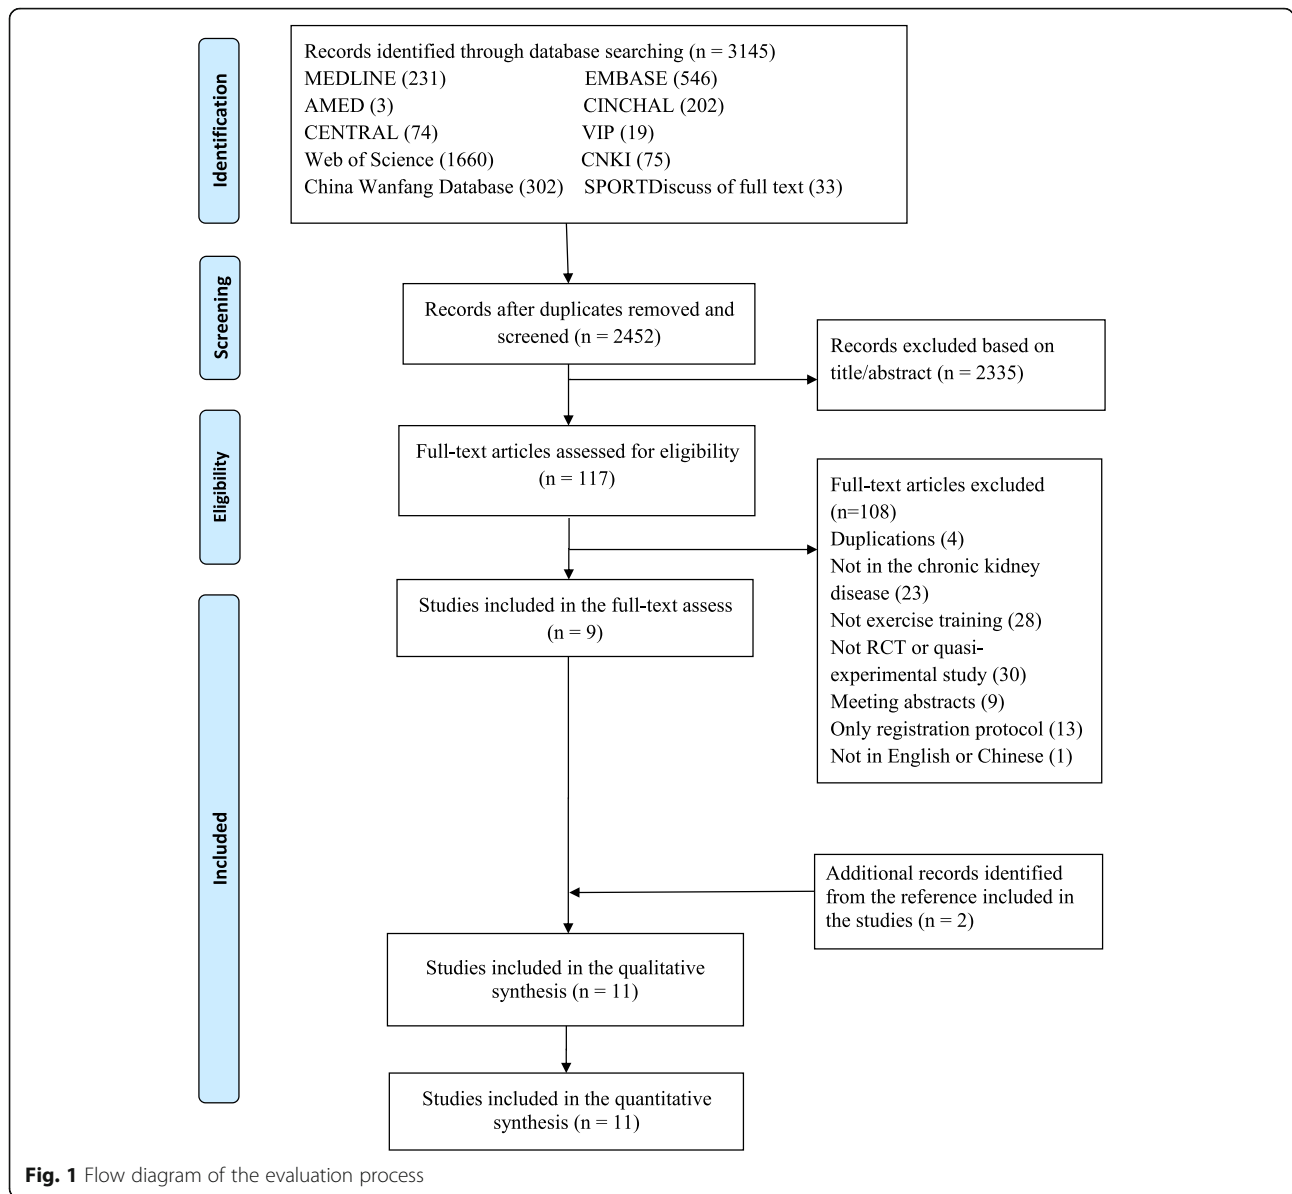 Identification
Records identified through database searching (n = 3145)
MEDLINE (231) EMBASE (546)
AMED (3) CINCHAL (202)
CENTRAL (74) VIP (19)
Web of Science (1660) CNKI (75)
China Wanfang Database (302) SPORTDiscuss of full text (33)
Screening
Records after duplicates removed and
screened (n = 2452)
Records excluded based on
title/abstract (n = 2335)
Eligibility
Full-text articles assessed for eligibility
(n = 117)
Full-text articles excluded
(n=108)
Duplications (4)
Not in the chronic kidney
disease (23)
Not exercise training (28)
Not RCT or quasi-
experimental study (30)
Meeting abstracts (9)
Only registration protocol (13)
Not in English or Chinese (1)
Included
Studies included in the full-text assess
(n = 9)
Additional records identified
from the reference included in
the studies (n = 2)
Studies included in the qualitative
synthesis (n = 11)
Studies included in the quantitative
synthesis (n = 11)
Fig. 1 Flow diagram of the evaluation process